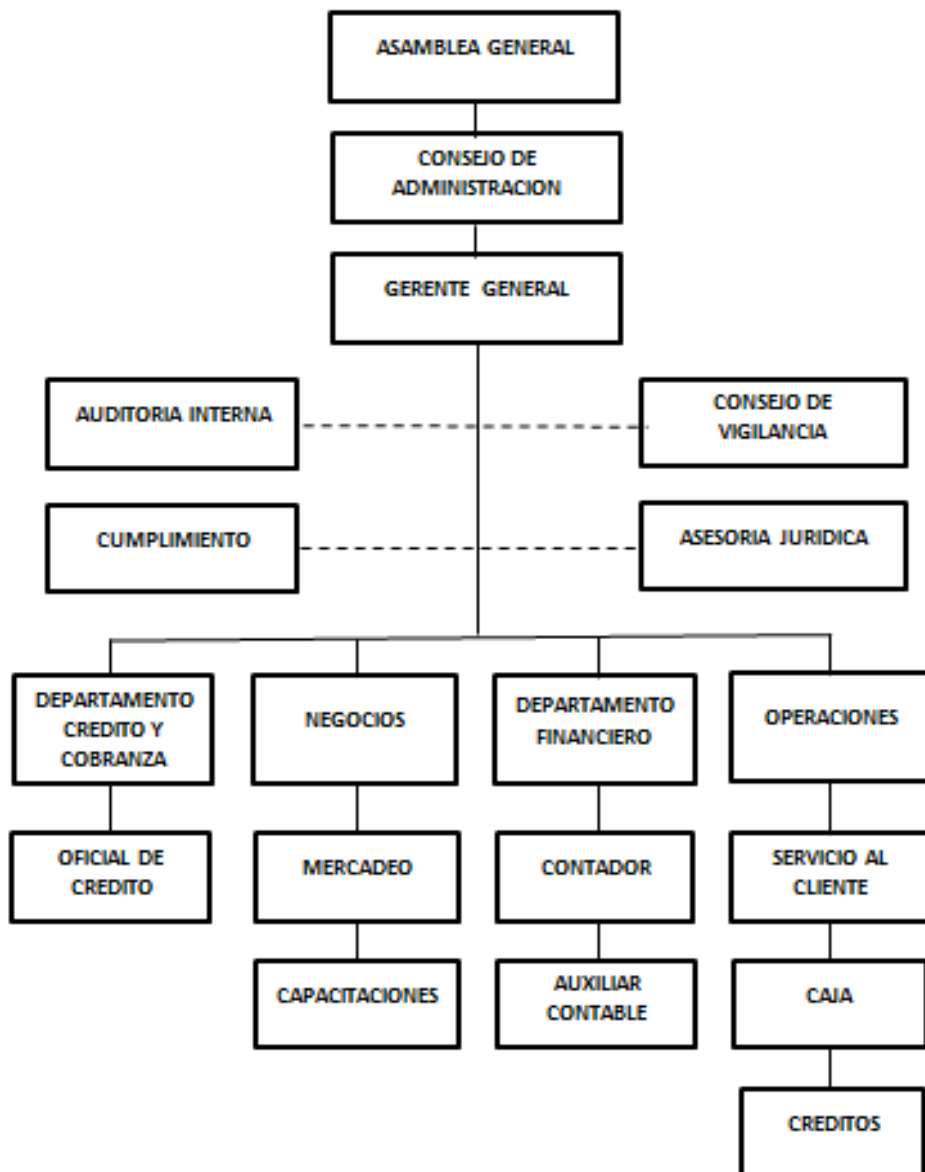 ASAMBLEA GENERAL
CONSEJO DE
ADMINISTRACION
GERENTE GENERAL
AUDITORIA INTERNA
CONSEJO DE
VIGILANCIA
CUMPLIMIENTO
ASESORIA JURIDICA
DEPARTAMENTO
CREDITO Y
COBRANZA
NEGOCIOS
DEPARTAMENTO
FINANCIERO
OPERACIONES
OFICIAL DE
CREDITO
MERCADEO
CONTADOR
SERVICIO AL
CLIENTE
CAPACITACIONES
AUXILIAR
CONTABLE
CAJA
CREDITOS